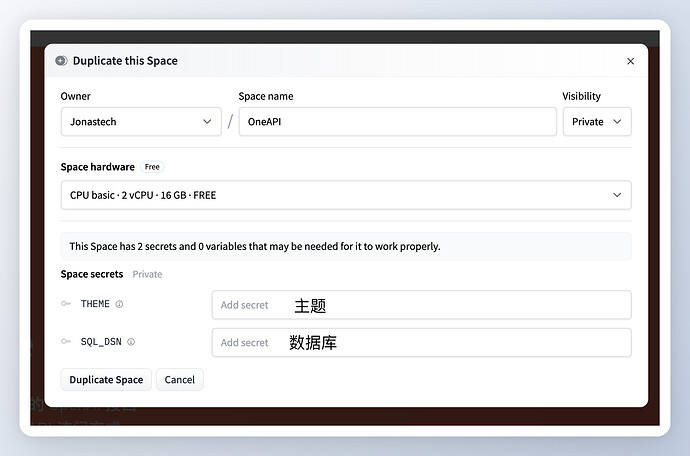 Duplicate this Space
Owner Space name Visibility
Jonastech / OneAPI Private
Space hardware Free
CPU basic · 2 vCPU · 16 GB · FREE
This Space has 2 secrets and 0 variables that may be needed for it to work properly.
Space secrets Private
THEME Add secret 主题
SQL_DSN Add secret 数据库
Duplicate Space Cancel